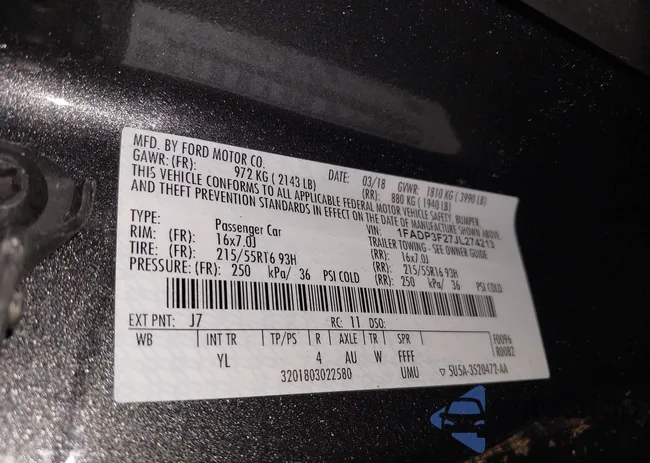 MFD. BY FORD MOTOR CO.
DATE: 03/18 GVWR: 1810 KG ( 3990 LB)
GAWR: (FR): 972 KG ( 2143 LB) (RR): 880 KG ( 1940 LB)
THIS VEHICLE CONFORMS TO ALL APPLICABLE FEDERAL MOTOR VEHICLE SAFETY, BUMPER,
AND THEFT PREVENTION STANDARDS IN EFFECT ON THE DATE OF MANUFACTURE SHOWN ABOVE.
VIN: 1FADP3F27JL274213
TYPE: Passenger Car TRAILER TOWING - SEE OWNER GUIDE
RIM: (FR): 16x7.0J (RR): 16x7.0J
TIRE: (FR): 215/55R16 93H (RR): 215/55R16 93H
PRESSURE: (FR): 250 kPa/ 36 PSI COLD (RR): 250 kPa/ 36 PSI COLD
EXT PNT: J7 RC: 11 DSO:
WB INT TR TP/PS R AXLE TR SPR F0096
R0082
YL 4 AU W FFFF
3201803022580 UMU ▽ 5U5A-3520472-AA